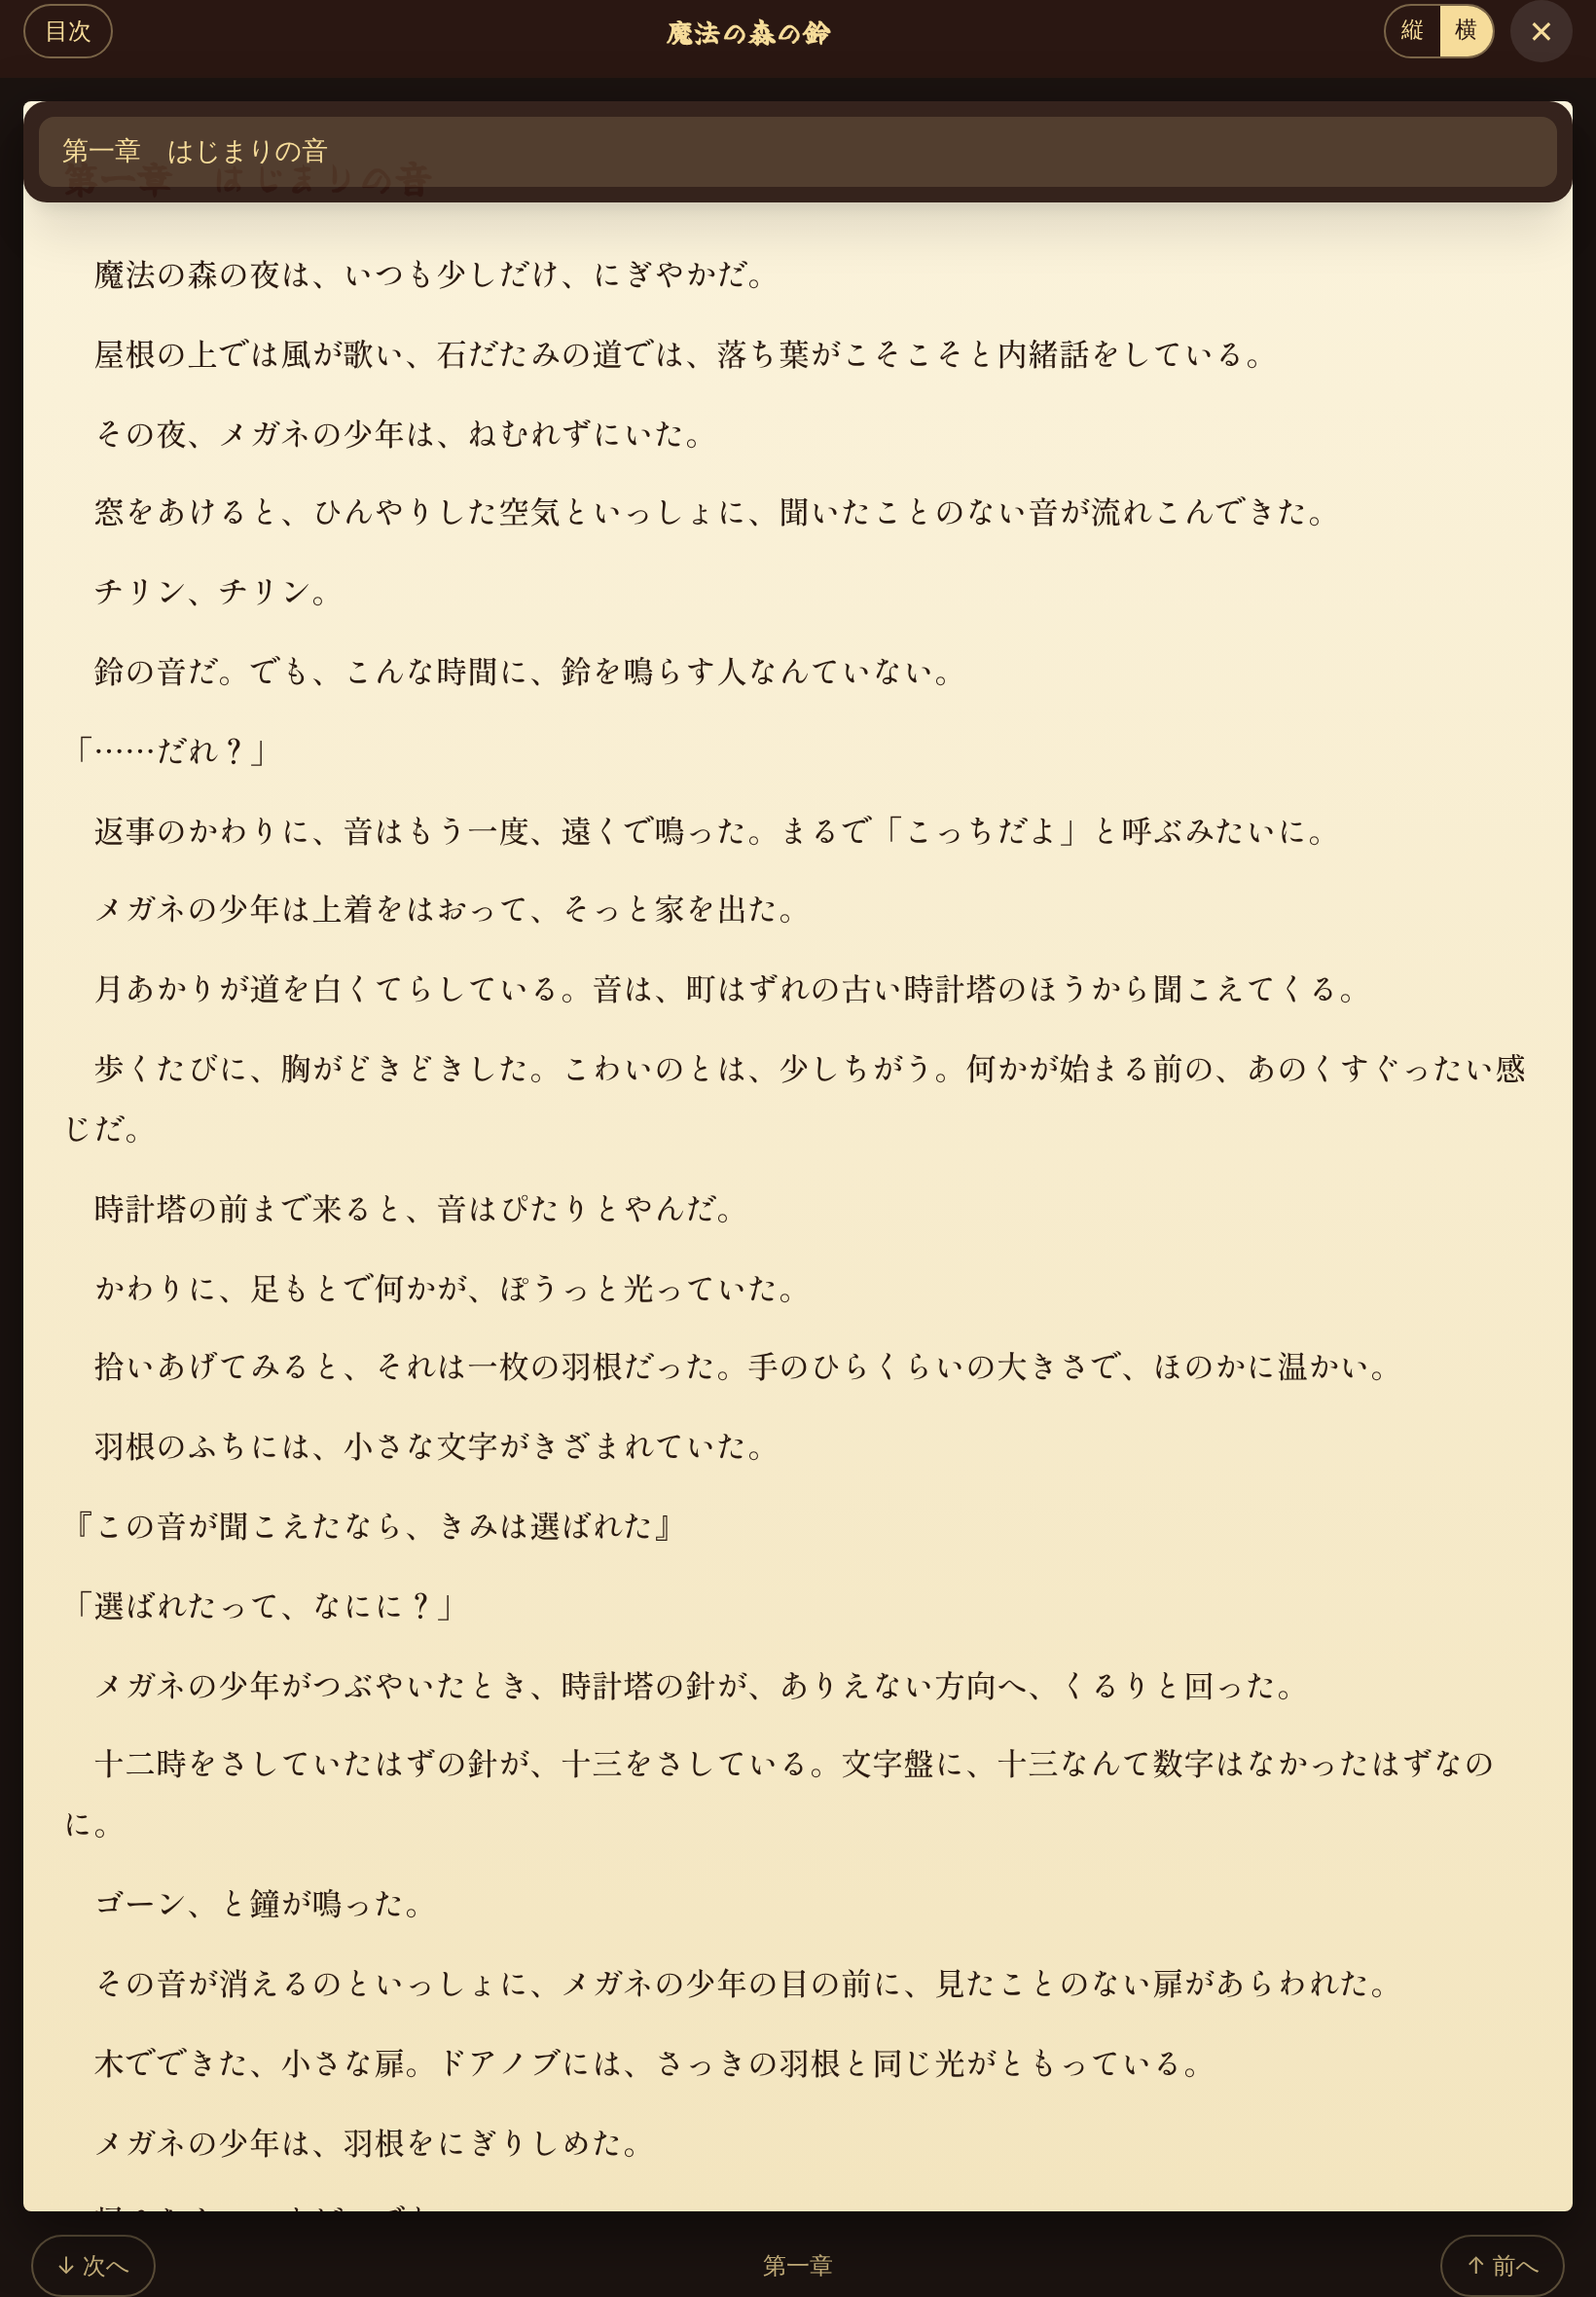 目次
魔法の森の鈴
縦 横 ✕
第一章　はじまりの音
第一章　はじまりの音
　魔法の森の夜は、いつも少しだけ、にぎやかだ。
　屋根の上では風が歌い、石だたみの道では、落ち葉がこそこそと内緒話をしている。
　その夜、メガネの少年は、ねむれずにいた。
　窓をあけると、ひんやりした空気といっしょに、聞いたことのない音が流れこんできた。
　チリン、チリン。
　鈴の音だ。でも、こんな時間に、鈴を鳴らす人なんていない。
「……だれ？」
　返事のかわりに、音はもう一度、遠くで鳴った。まるで「こっちだよ」と呼ぶみたいに。
　メガネの少年は上着をはおって、そっと家を出た。
　月あかりが道を白くてらしている。音は、町はずれの古い時計塔のほうから聞こえてくる。
　歩くたびに、胸がどきどきした。こわいのとは、少しちがう。何かが始まる前の、あのくすぐったい感
じだ。
　時計塔の前まで来ると、音はぴたりとやんだ。
　かわりに、足もとで何かが、ぽうっと光っていた。
　拾いあげてみると、それは一枚の羽根だった。手のひらくらいの大きさで、ほのかに温かい。
　羽根のふちには、小さな文字がきざまれていた。
『この音が聞こえたなら、きみは選ばれた』
「選ばれたって、なにに？」
　メガネの少年がつぶやいたとき、時計塔の針が、ありえない方向へ、くるりと回った。
　十二時をさしていたはずの針が、十三をさしている。文字盤に、十三なんて数字はなかったはずなの
に。
　ゴーン、と鐘が鳴った。
　その音が消えるのといっしょに、メガネの少年の目の前に、見たことのない扉があらわれた。
　木でできた、小さな扉。ドアノブには、さっきの羽根と同じ光がともっている。
　メガネの少年は、羽根をにぎりしめた。
↓ 次へ
第一章
↑ 前へ